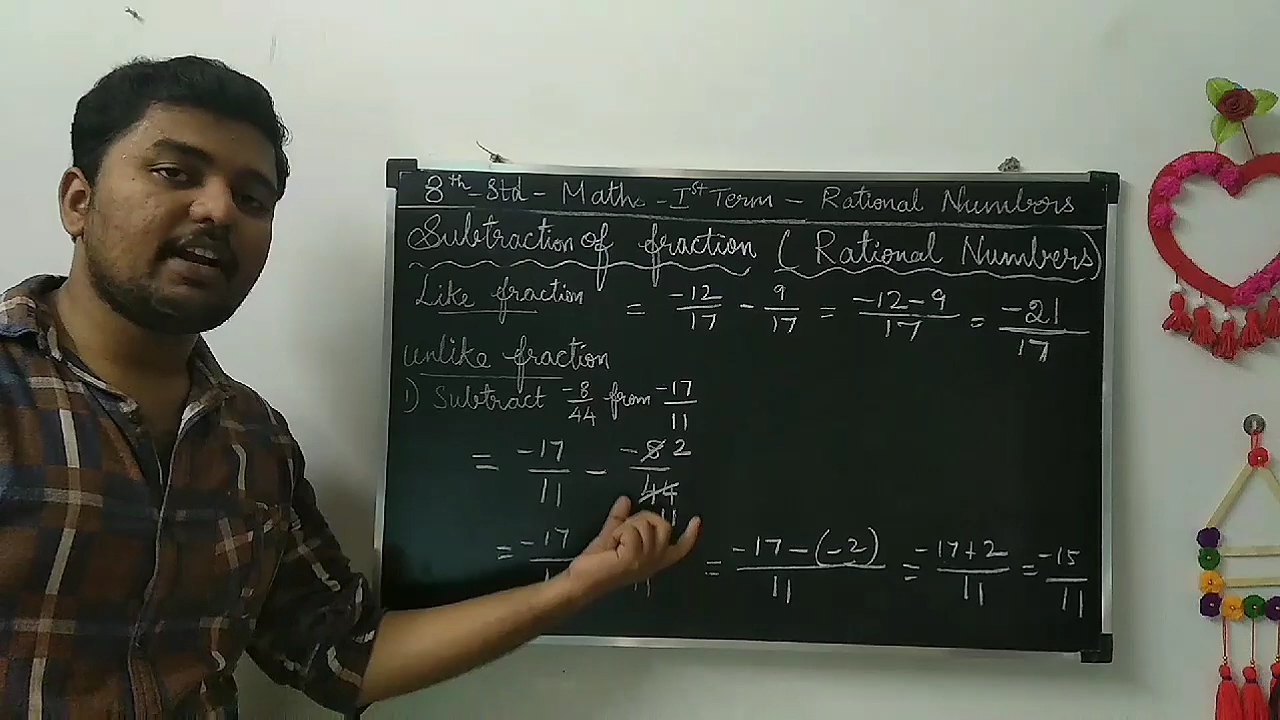 8th - Std - Maths - Ist Term - Rational Numbers
Subtraction of fraction (Rational Numbers)
Like fraction = -12/17 - 9/17 = -12-9/17 = -21/17
unlike fraction
1) Subtract -8/44 from -17/11
= -17/11 - -8 2/44 11
= -17/11 = -17-(-2)/11 = -17+2/11 = -15/11